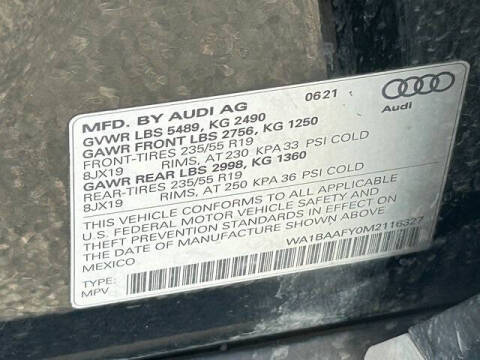 0621
Audi
MFD. BY AUDI AG
GVWR LBS 5489, KG 2490
GAWR FRONT LBS 2756, KG 1250
FRONT-TIRES 235/55 R19
8JX19 RIMS, AT 230 KPA 33 PSI COLD
GAWR REAR LBS 2998, KG 1360
REAR-TIRES 235/55 R19
8JX19 RIMS, AT 250 KPA 36 PSI COLD
THIS VEHICLE CONFORMS TO ALL APPLICABLE
U.S. FEDERAL MOTOR VEHICLE SAFETY AND
THEFT PREVENTION STANDARDS IN EFFECT ON
THE DATE OF MANUFACTURE SHOWN ABOVE.
MEXICO
WA1BAAFY0M2116327
TYPE:
MPV